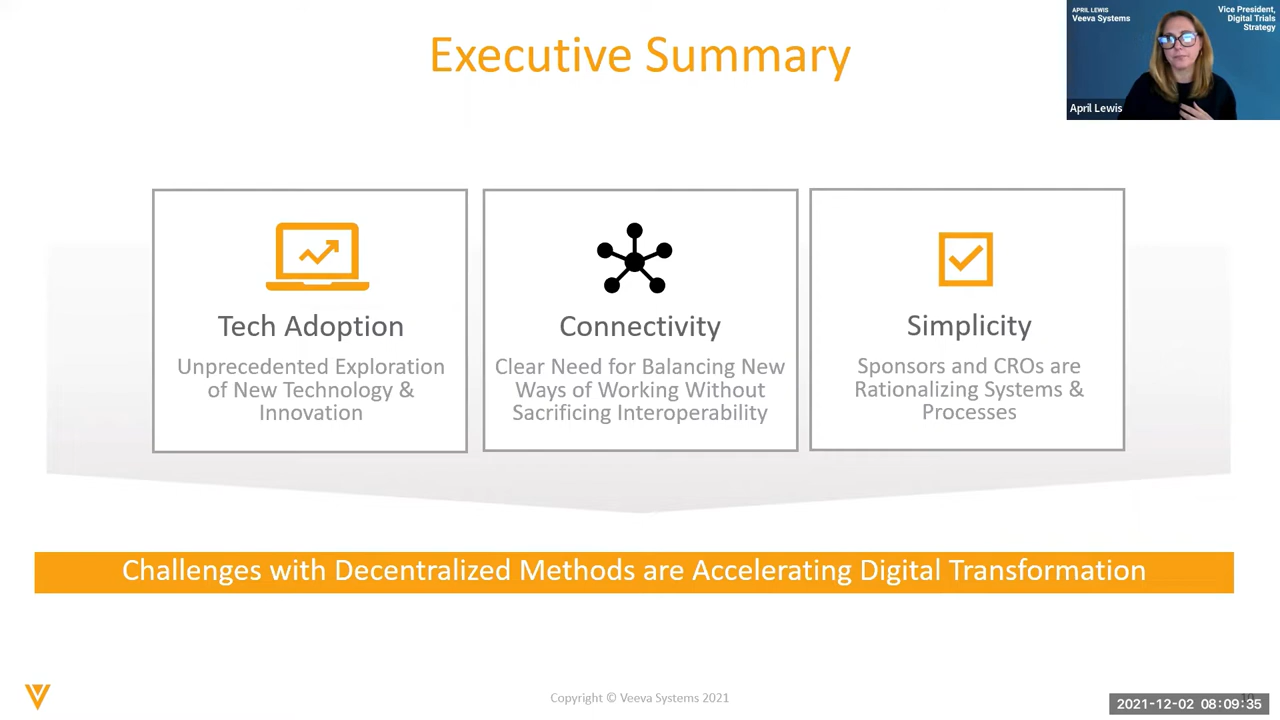 Executive Summary
APRIL LEWIS
Veeva Systems
Vice President,
Digital Trials
Strategy
April Lewis
Tech Adoption
Unprecedented Exploration
of New Technology &
Innovation
Connectivity
Clear Need for Balancing New
Ways of Working Without
Sacrificing Interoperability
Simplicity
Sponsors and CROs are
Rationalizing Systems &
Processes
Challenges with Decentralized Methods are Accelerating Digital Transformation
Copyright © Veeva Systems 2021
2021-12-02 08:09:35